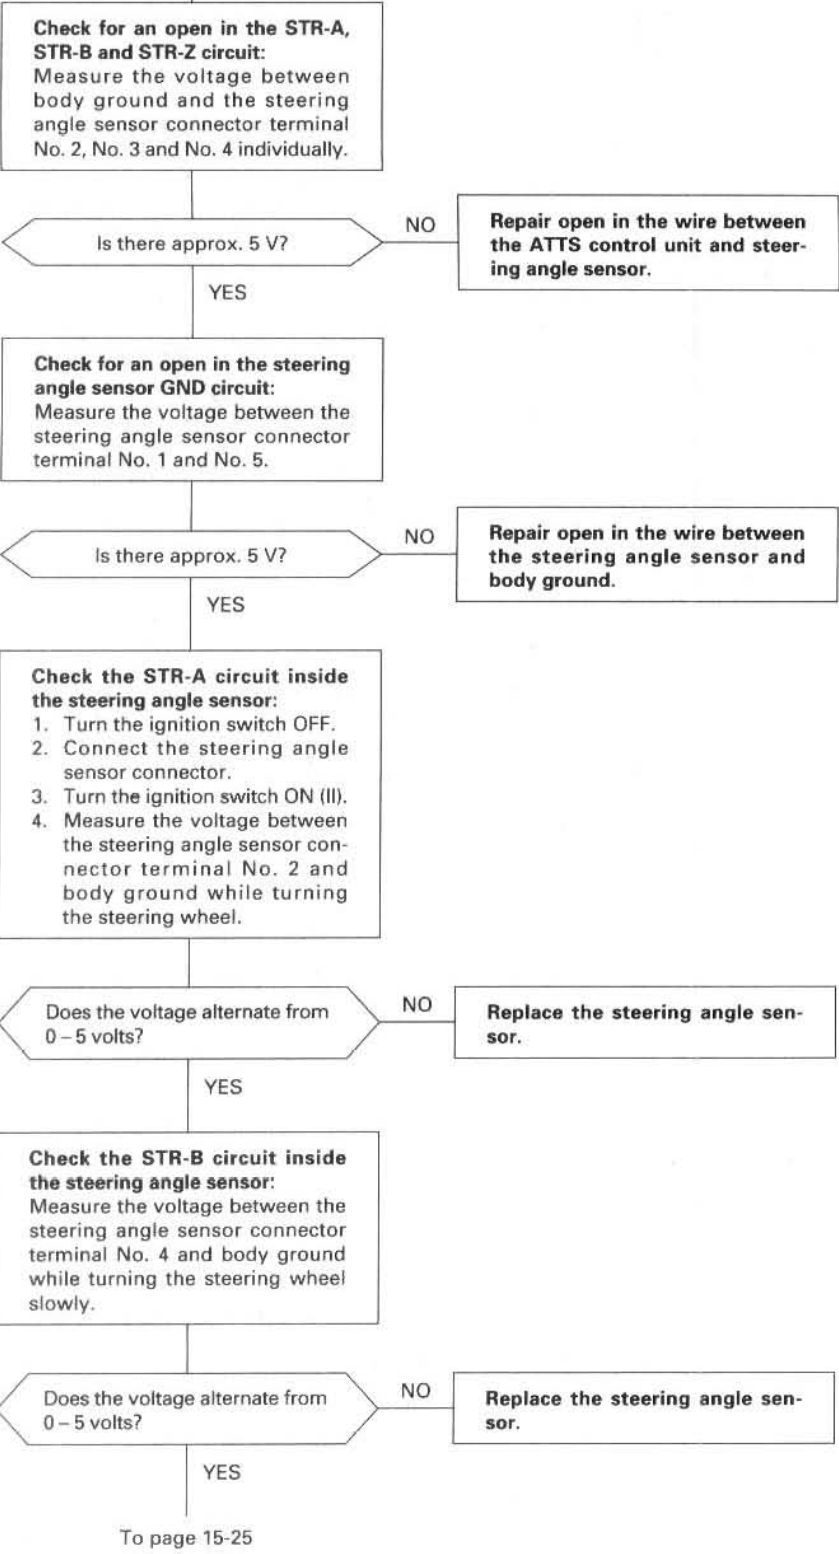 Check for an open in the STR-A,
STR-B and STR-Z circuit:
Measure the voltage between
body ground and the steering
angle sensor connector terminal
No. 2, No. 3 and No. 4 individually.
Is there approx. 5 V?
NO
Repair open in the wire between
the ATTS control unit and steer-
ing angle sensor.
YES
Check for an open in the steering
angle sensor GND circuit:
Measure the voltage between the
steering angle sensor connector
terminal No. 1 and No. 5.
Is there approx. 5 V?
NO
Repair open in the wire between
the steering angle sensor and
body ground.
YES
Check the STR-A circuit inside
the steering angle sensor:
1. Turn the ignition switch OFF.
2. Connect the steering angle
sensor connector.
3. Turn the ignition switch ON (II).
4. Measure the voltage between
the steering angle sensor con-
nector terminal No. 2 and
body ground while turning
the steering wheel.
Does the voltage alternate from
0 – 5 volts?
NO
Replace the steering angle sen-
sor.
YES
Check the STR-B circuit inside
the steering angle sensor:
Measure the voltage between the
steering angle sensor connector
terminal No. 4 and body ground
while turning the steering wheel
slowly.
Does the voltage alternate from
0 – 5 volts?
NO
Replace the steering angle sen-
sor.
YES
To page 15-25